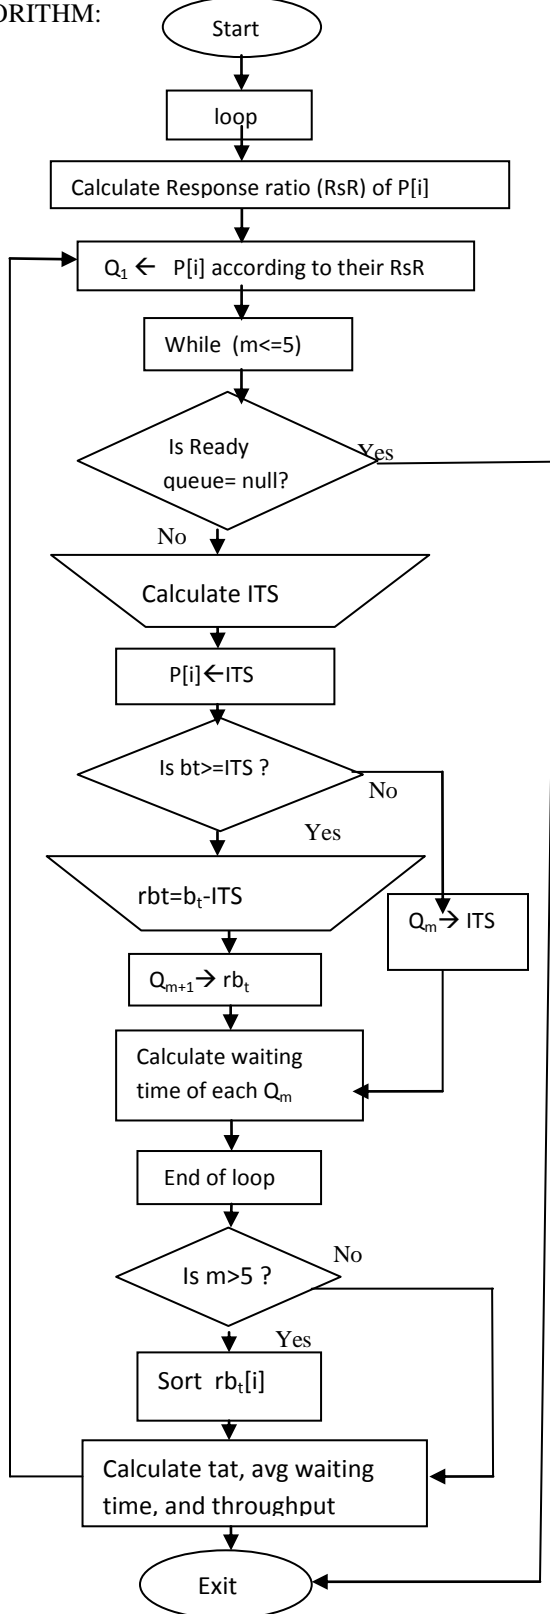 ORITHM:
Start
loop
Calculate Response ratio (RsR) of P[i]
Q₁ ← P[i] according to their RsR
While (m<=5)
Is Ready
queue= null?
Yes
No
Calculate ITS
P[i]←ITS
Is bt>=ITS ?
No
Yes
rbt=bₜ-ITS
Qₘ→ ITS
Qₘ₊₁→ rbₜ
Calculate waiting
time of each Qₘ
End of loop
No
Is m>5 ?
Yes
Sort rbₜ[i]
Calculate tat, avg waiting
time, and throughput
Exit